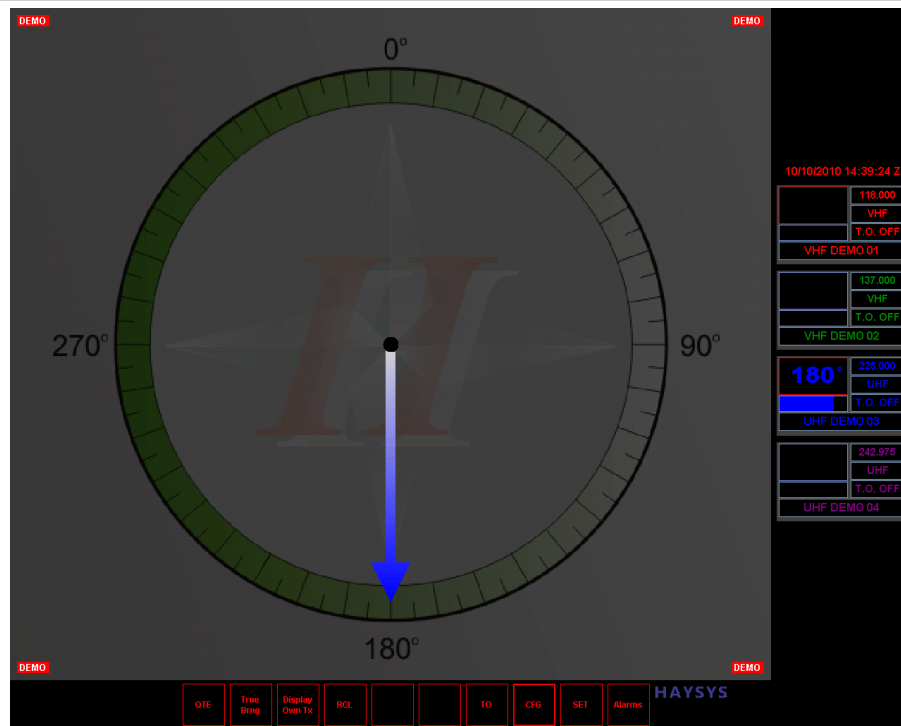 DEMO
DEMO
0°
10/10/2010 14:39:24 Z
118.000
VHF
T.O. OFF
VHF DEMO 01
137.000
VHF
T.O. OFF
VHF DEMO 02
270°
90°
180°
225.000
UHF
T.O. OFF
UHF DEMO 03
242.975
UHF
T.O. OFF
UHF DEMO 04
180°
DEMO
DEMO
OTE
True
Brng
Display
Own Tx
RCL
TO
CFG
SET
Alarms
HAYSYS
H